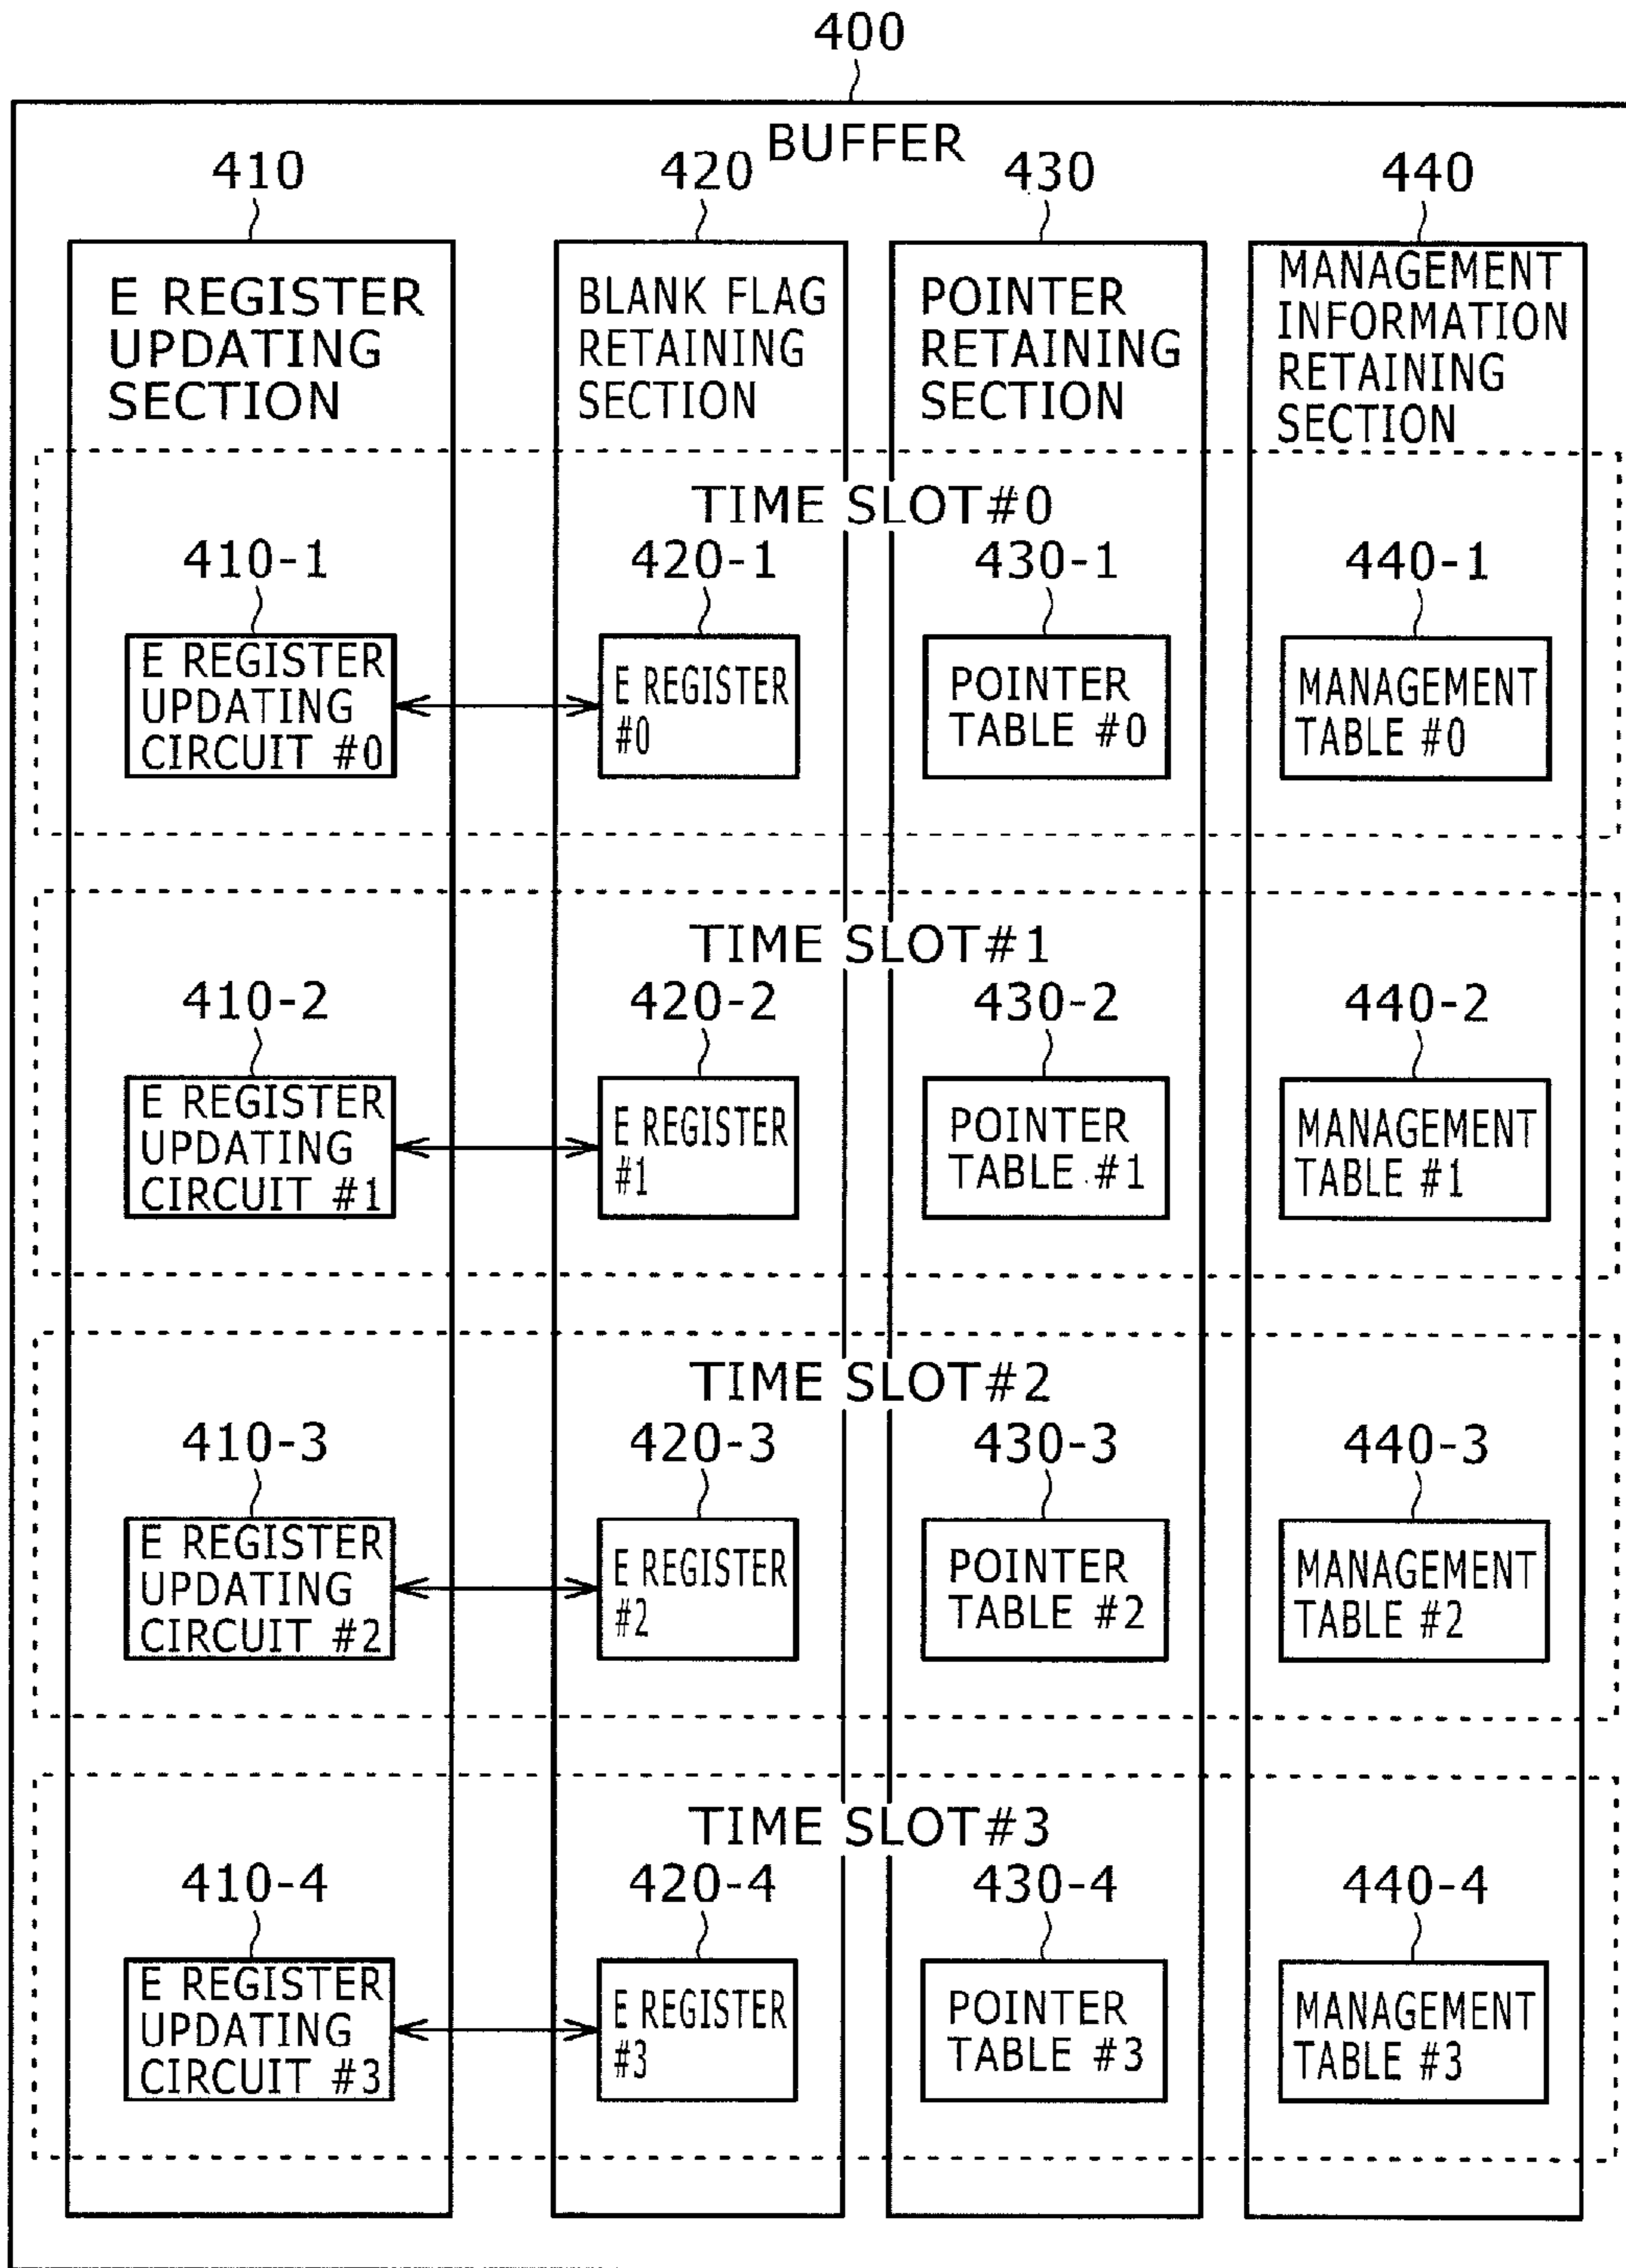 400
BUFFER
410
420
430
440
E REGISTER
UPDATING
SECTION
BLANK FLAG
RETAINING
SECTION
POINTER
RETAINING
SECTION
MANAGEMENT
INFORMATION
RETAINING
SECTION
TIME SLOT#0
410-1
420-1
430-1
440-1
E REGISTER
UPDATING
CIRCUIT #0
E REGISTER
#0
POINTER
TABLE #0
MANAGEMENT
TABLE #0
TIME SLOT#1
410-2
420-2
430-2
440-2
E REGISTER
UPDATING
CIRCUIT #1
E REGISTER
#1
POINTER
TABLE #1
MANAGEMENT
TABLE #1
TIME SLOT#2
410-3
420-3
430-3
440-3
E REGISTER
UPDATING
CIRCUIT #2
E REGISTER
#2
POINTER
TABLE #2
MANAGEMENT
TABLE #2
TIME SLOT#3
410-4
420-4
430-4
440-4
E REGISTER
UPDATING
CIRCUIT #3
E REGISTER
#3
POINTER
TABLE #3
MANAGEMENT
TABLE #3